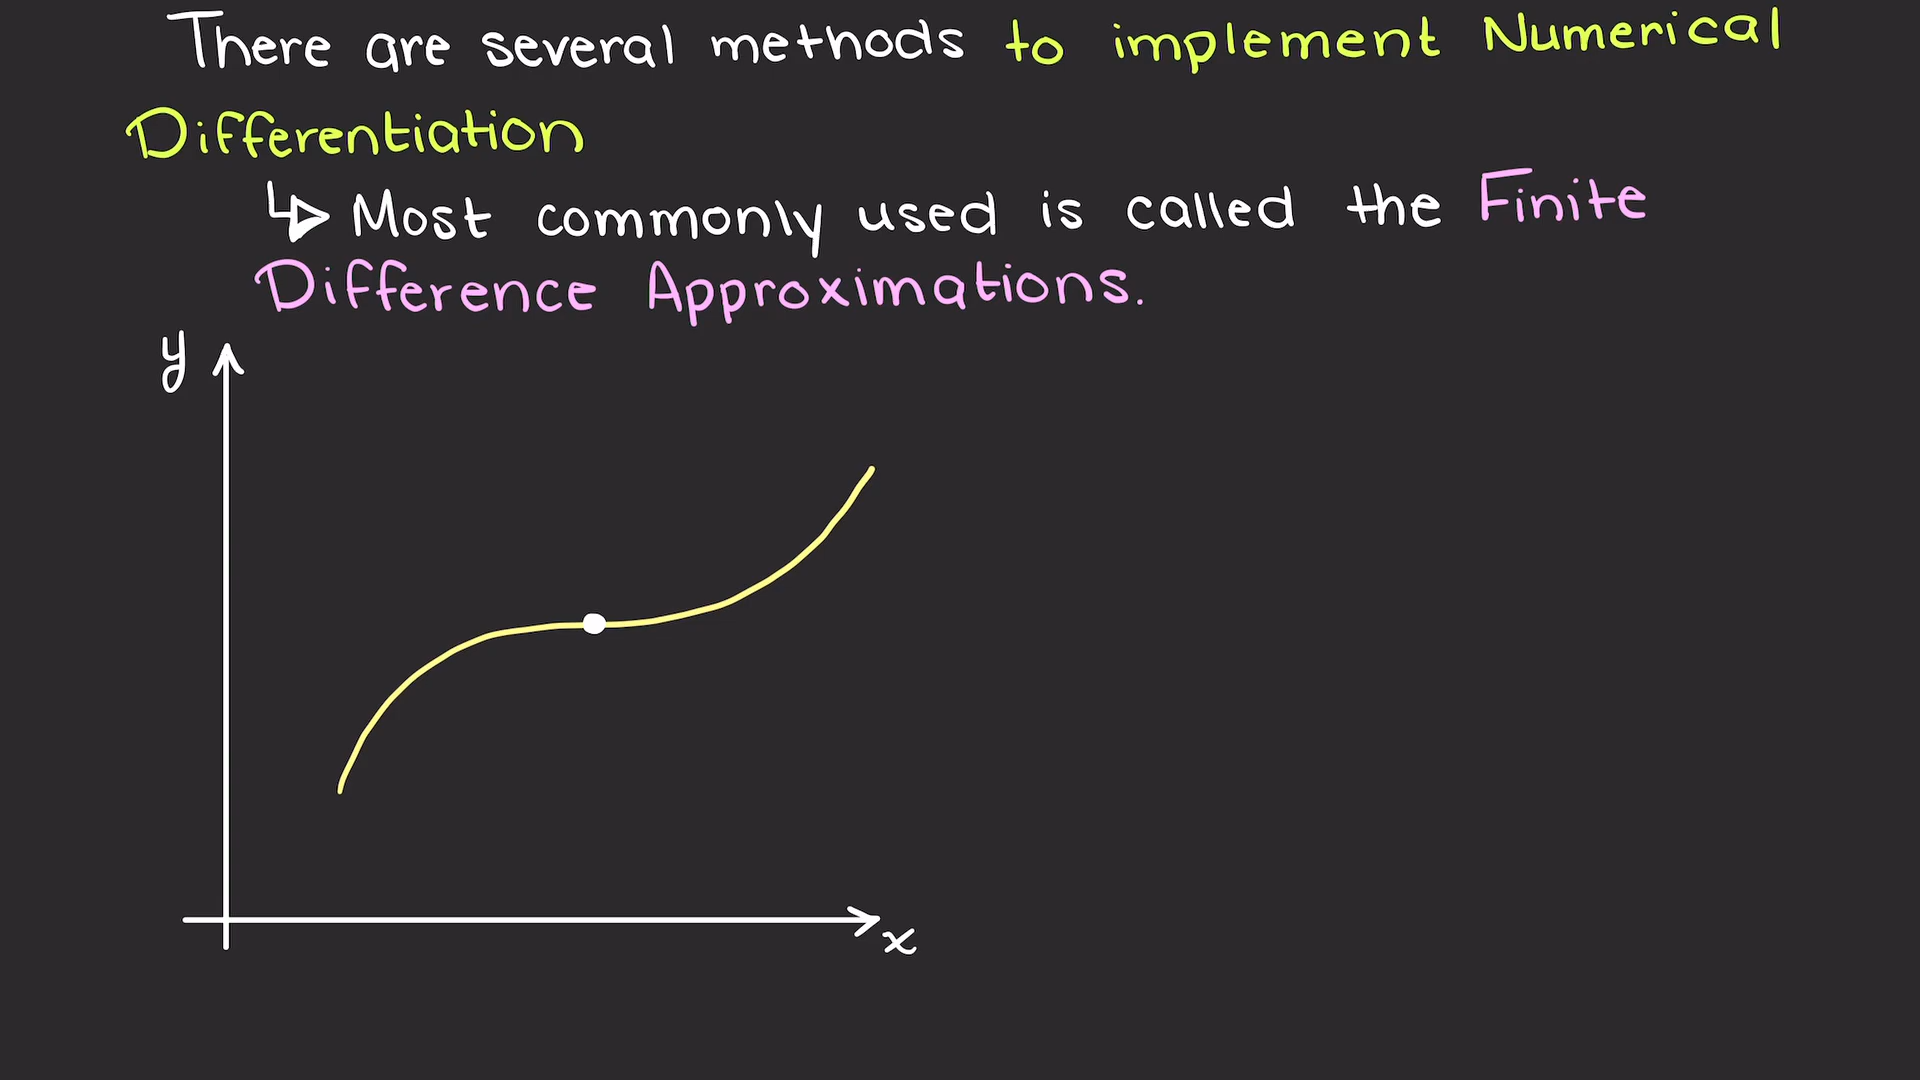 There are several methods to implement Numerical
Differentiation
↳ Most commonly used is called the Finite
Difference Approximations.
y
x